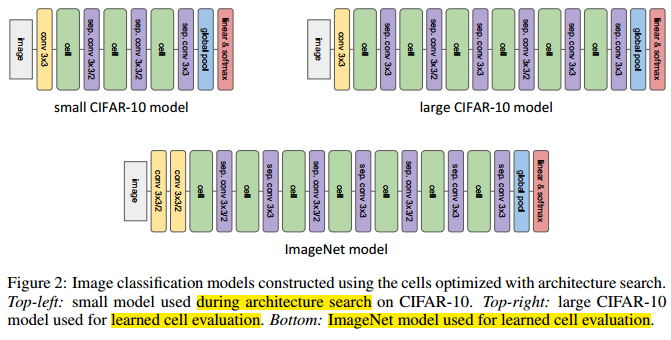 image
conv 3x3
cell
sep. conv 3x3/2
cell
sep. conv 3x3/2
cell
sep. conv 3x3
global pool
linear & softmax
small CIFAR-10 model
image
conv 3x3
cell
sep. conv 3x3
cell
sep. conv 3x3/2
cell
sep. conv 3x3
cell
sep. conv 3x3/2
cell
sep. conv 3x3
cell
sep. conv 3x3
global pool
linear & softmax
large CIFAR-10 model
image
conv 3x3/2
conv 3x3/2
cell
sep. conv 3x3/2
cell
sep. conv 3x3
cell
sep. conv 3x3/2
cell
sep. conv 3x3
cell
sep. conv 3x3/2
cell
sep. conv 3x3
cell
sep. conv 3x3
global pool
linear & softmax
ImageNet model
Figure 2: Image classification models constructed using the cells optimized with architecture search.
Top-left: small model used during architecture search on CIFAR-10. Top-right: large CIFAR-10
model used for learned cell evaluation. Bottom: ImageNet model used for learned cell evaluation.